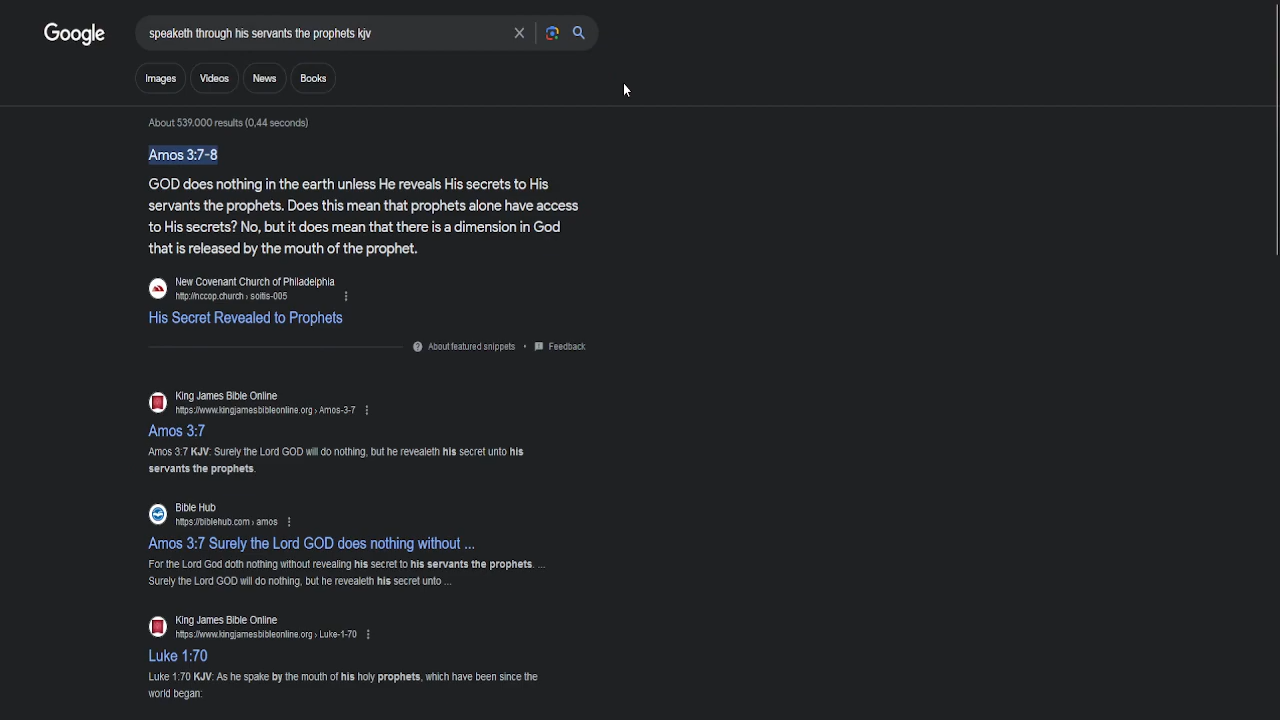 Google
speaketh through his servants the prophets kjv
Images
Videos
News
Books
About 539.000 results (0,44 seconds)
Amos 3:7-8
GOD does nothing in the earth unless He reveals His secrets to His
servants the prophets. Does this mean that prophets alone have access
to His secrets? No, but it does mean that there is a dimension in God
that is released by the mouth of the prophet.
New Covenant Church of Philadelphia
http://nccop.church › soitis-005
His Secret Revealed to Prophets
About featured snippets • Feedback
King James Bible Online
https://www.kingjamesbibleonline.org › Amos-3-7
Amos 3:7
Amos 3:7 KJV: Surely the Lord GOD will do nothing, but he revealeth his secret unto his
servants the prophets.
Bible Hub
https://biblehub.com › amos
Amos 3:7 Surely the Lord GOD does nothing without ...
For the Lord God doth nothing without revealing his secret to his servants the prophets. ...
Surely the Lord GOD will do nothing, but he revealeth his secret unto ...
King James Bible Online
https://www.kingjamesbibleonline.org › Luke-1-70
Luke 1:70
Luke 1:70 KJV: As he spake by the mouth of his holy prophets, which have been since the
world began: